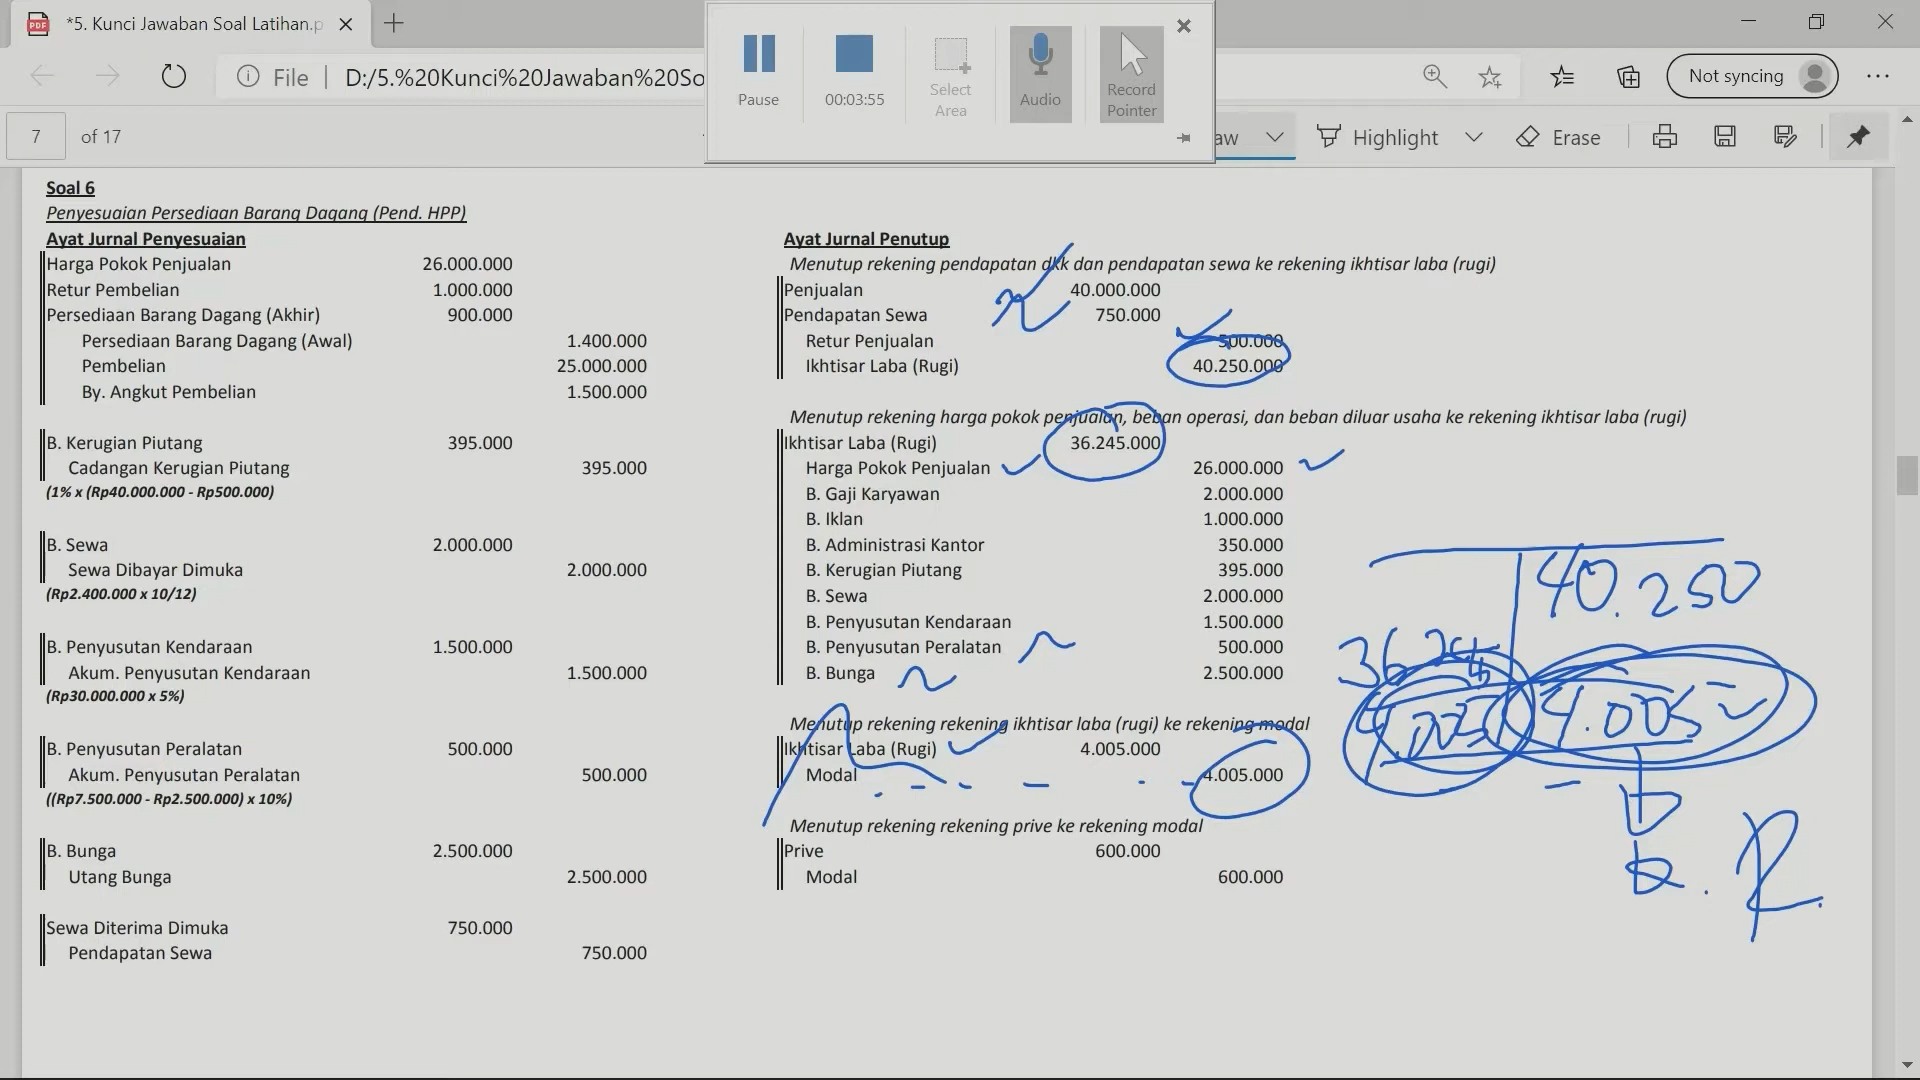 *5. Kunci Jawaban Soal Latihan.p
File | D:/5.%20Kunci%20Jawaban%20So
Not syncing
Pause
00:03:55
Select Area
Audio
Record Pointer
7 of 17
aw
Highlight
Erase
Soal 6
Penyesuaian Persediaan Barang Dagang (Pend. HPP)
Ayat Jurnal Penyesuaian
Harga Pokok Penjualan 26.000.000
Retur Pembelian 1.000.000
Persediaan Barang Dagang (Akhir) 900.000
Persediaan Barang Dagang (Awal) 1.400.000
Pembelian 25.000.000
By. Angkut Pembelian 1.500.000
B. Kerugian Piutang 395.000
Cadangan Kerugian Piutang 395.000
(1% x (Rp40.000.000 - Rp500.000)
B. Sewa 2.000.000
Sewa Dibayar Dimuka 2.000.000
(Rp2.400.000 x 10/12)
B. Penyusutan Kendaraan 1.500.000
Akum. Penyusutan Kendaraan 1.500.000
(Rp30.000.000 x 5%)
B. Penyusutan Peralatan 500.000
Akum. Penyusutan Peralatan 500.000
((Rp7.500.000 - Rp2.500.000) x 10%)
B. Bunga 2.500.000
Utang Bunga 2.500.000
Sewa Diterima Dimuka 750.000
Pendapatan Sewa 750.000
Ayat Jurnal Penutup
Menutup rekening pendapatan dkk dan pendapatan sewa ke rekening ikhtisar laba (rugi)
Penjualan 40.000.000
Pendapatan Sewa 750.000
Retur Penjualan 500.000
Ikhtisar Laba (Rugi) 40.250.000
Menutup rekening harga pokok penjualan, beban operasi, dan beban diluar usaha ke rekening ikhtisar laba (rugi)
Ikhtisar Laba (Rugi) 36.245.000
Harga Pokok Penjualan 26.000.000
B. Gaji Karyawan 2.000.000
B. Iklan 1.000.000
B. Administrasi Kantor 350.000
B. Kerugian Piutang 395.000
B. Sewa 2.000.000
B. Penyusutan Kendaraan 1.500.000
B. Penyusutan Peralatan 500.000
B. Bunga 2.500.000
Menutup rekening rekening ikhtisar laba (rugi) ke rekening modal
Ikhtisar Laba (Rugi) 4.005.000
Modal 4.005.000
Menutup rekening rekening prive ke rekening modal
Prive 600.000
Modal 600.000
40.250
4.005